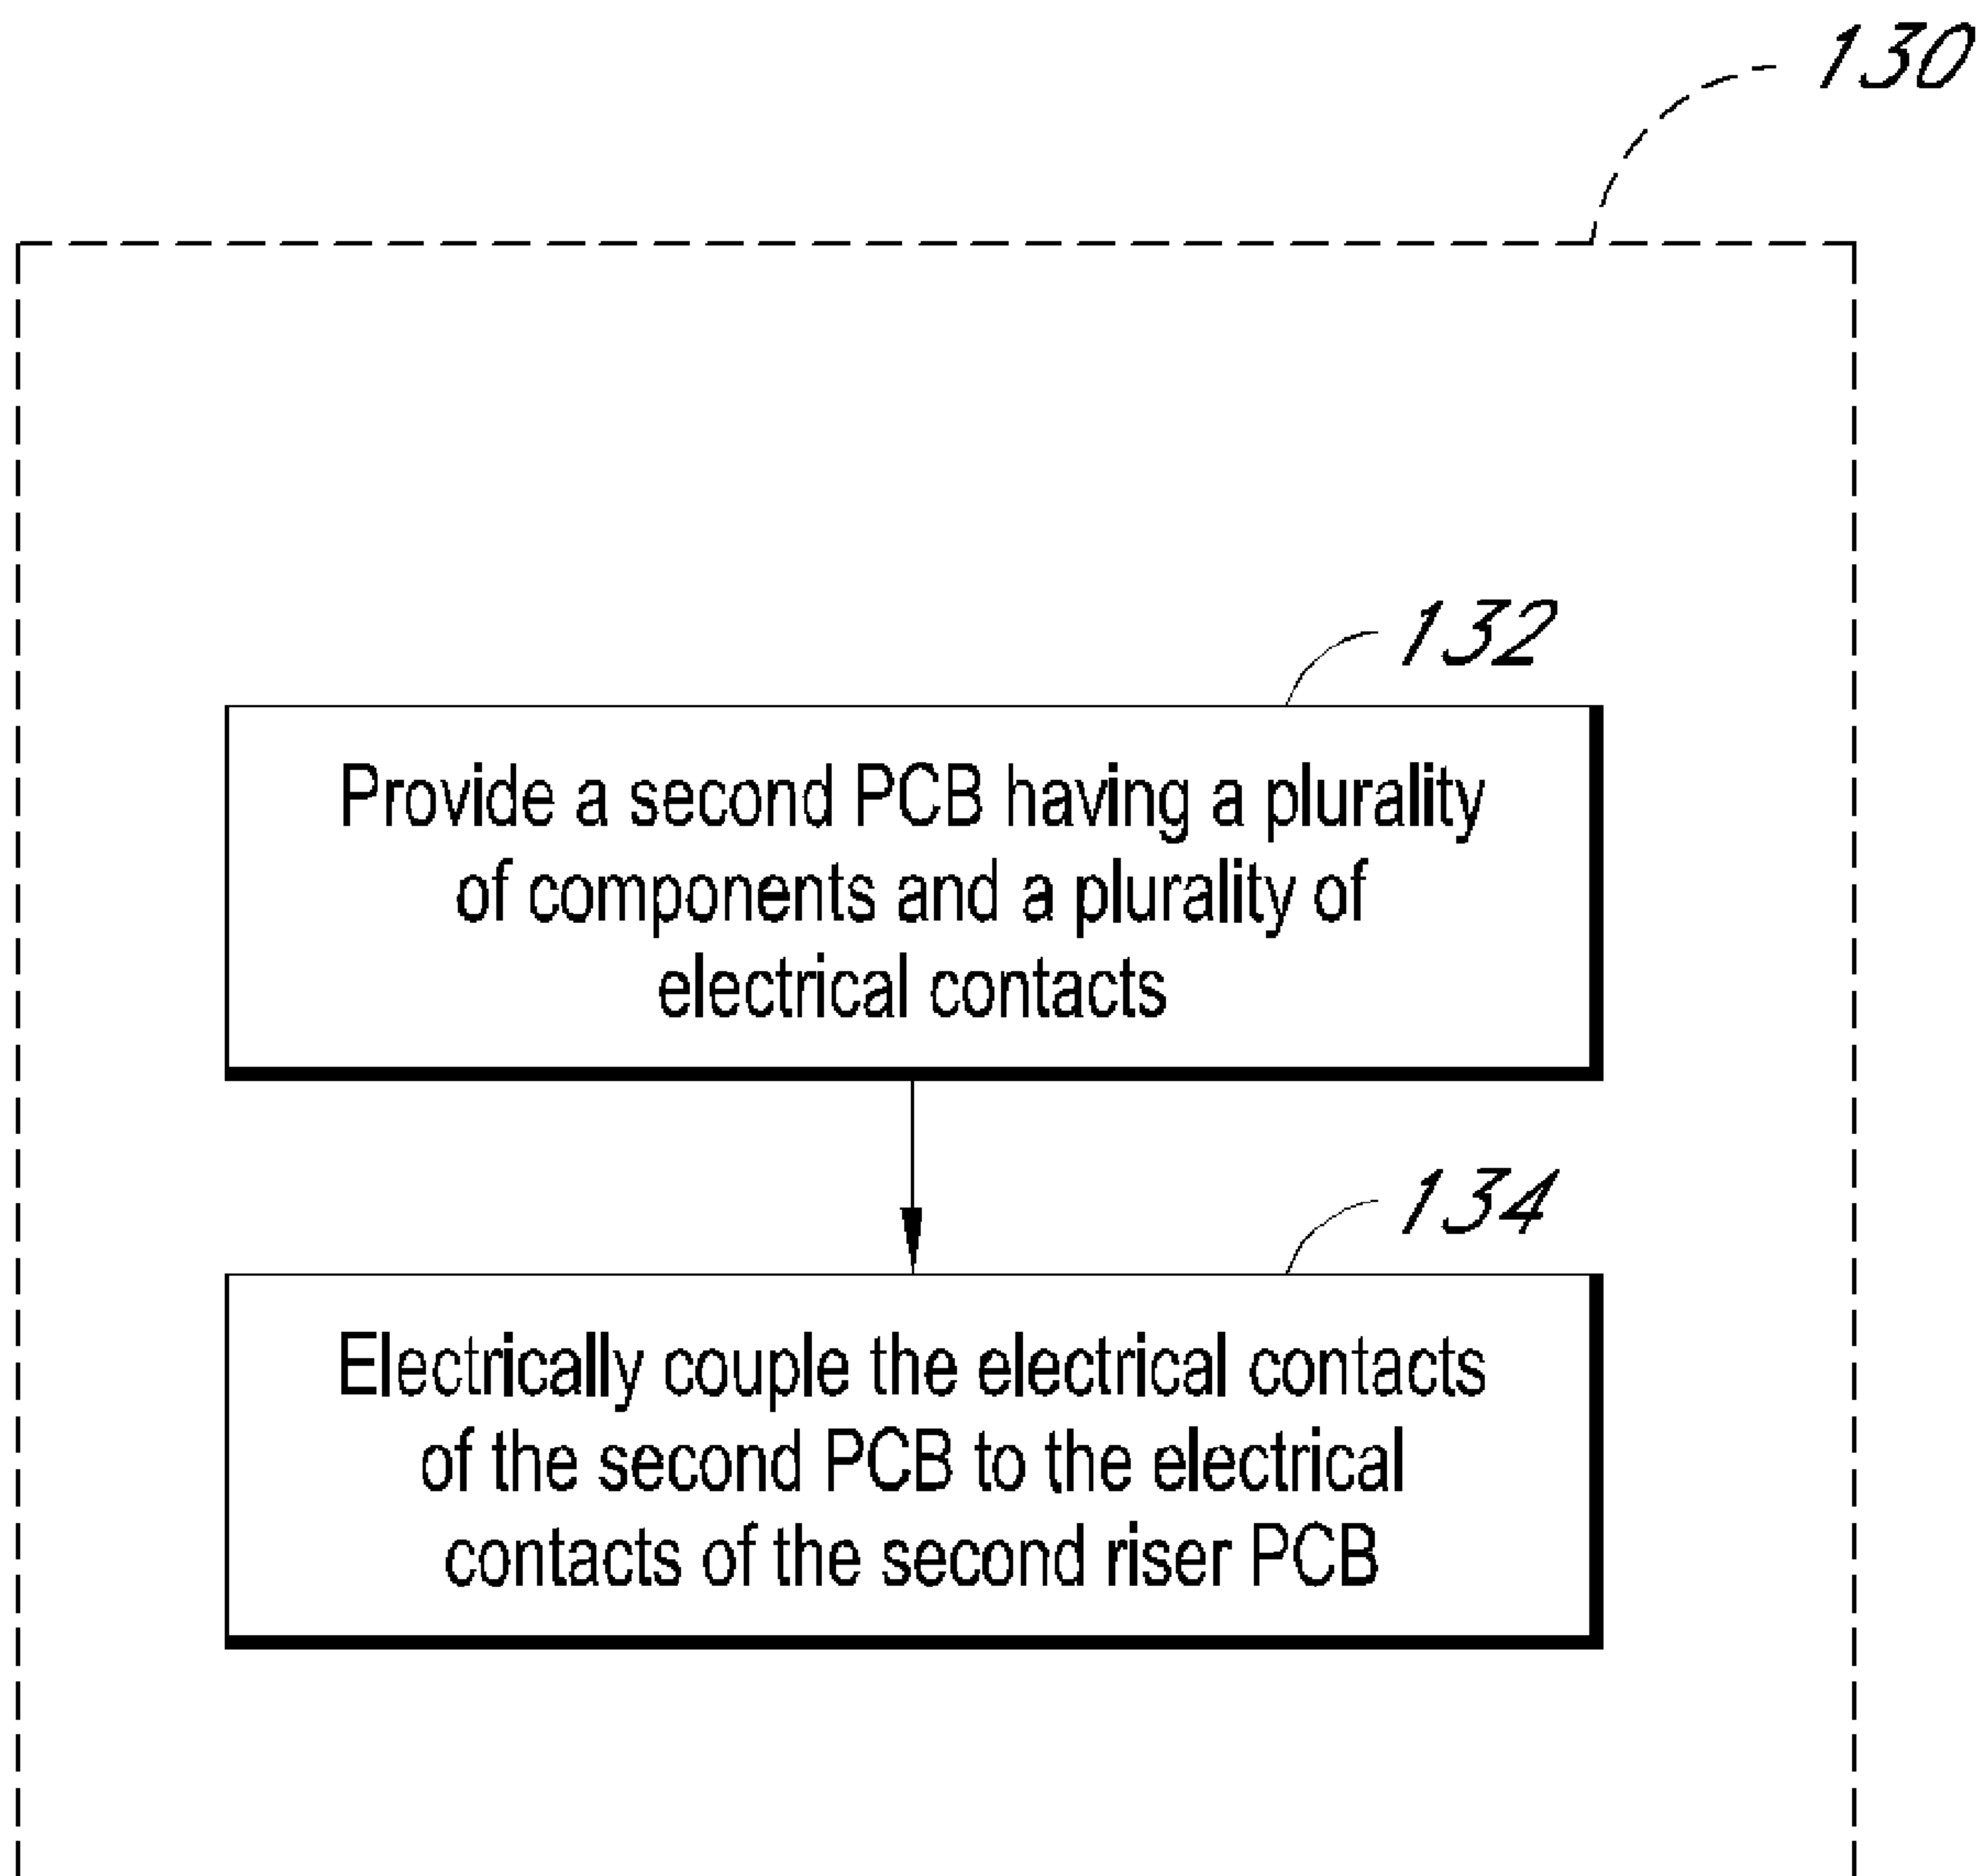 130
132
Provide a second PCB having a plurality
of components and a plurality of
electrical contacts
134
Electrically couple the electrical contacts
of the second PCB to the electrical
contacts of the second riser PCB